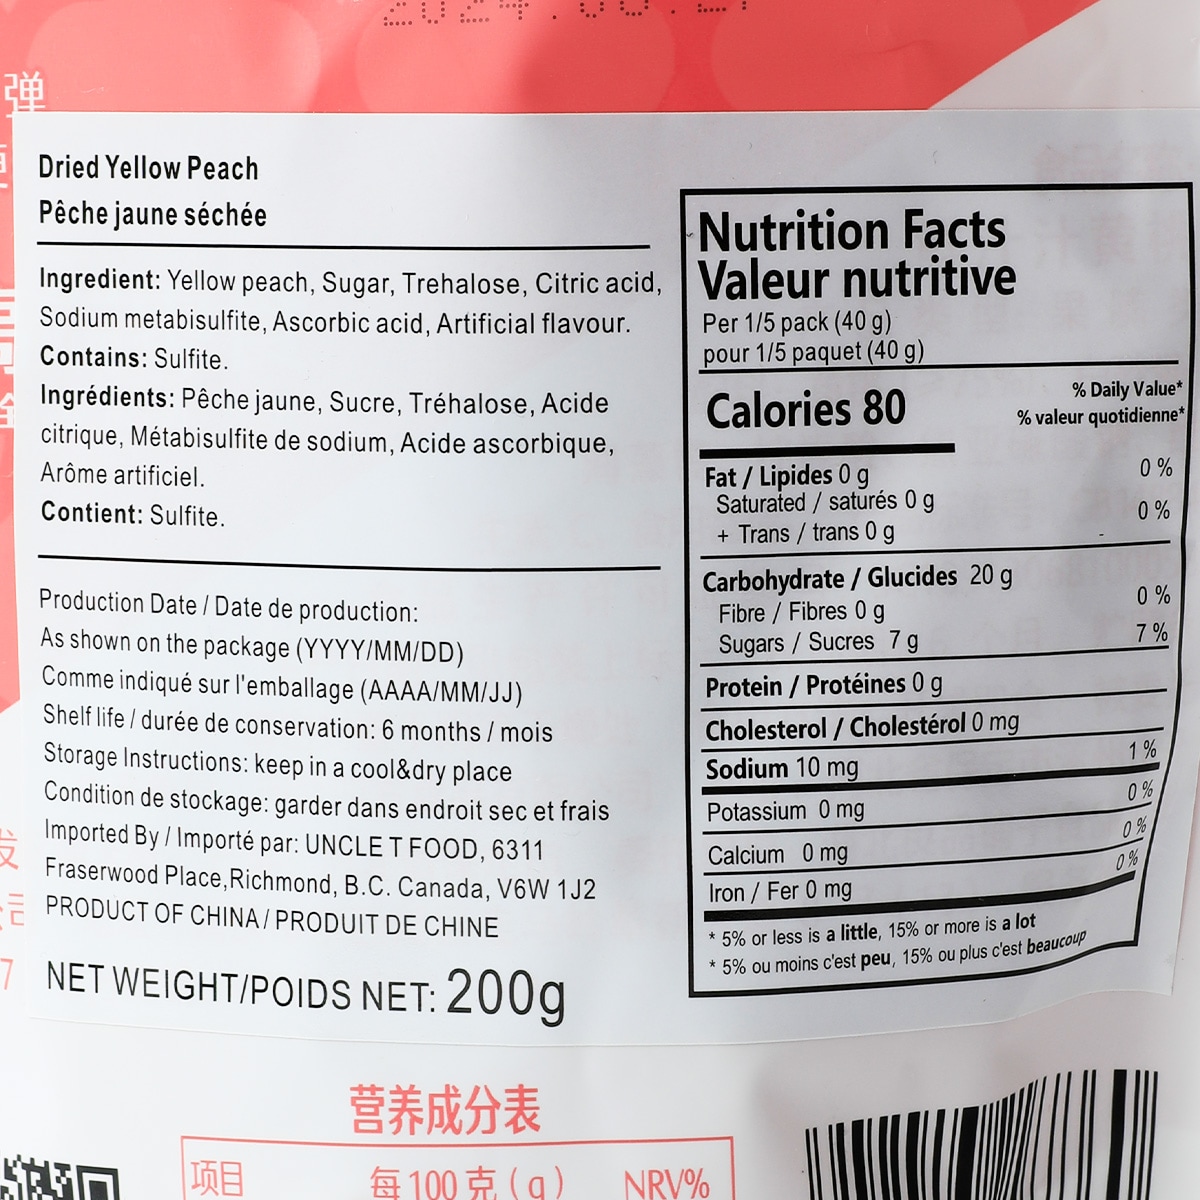 弹
Dried Yellow Peach
Pêche jaune séchée
Ingredient: Yellow peach, Sugar, Trehalose, Citric acid,
Sodium metabisulfite, Ascorbic acid, Artificial flavour.
Contains: Sulfite.
Ingrédients: Pêche jaune, Sucre, Tréhalose, Acide
citrique, Métabisulfite de sodium, Acide ascorbique,
Arôme artificiel.
Contient: Sulfite.
Production Date / Date de production:
As shown on the package (YYYY/MM/DD)
Comme indiqué sur l'emballage (AAAA/MM/JJ)
Shelf life / durée de conservation: 6 months / mois
Storage Instructions: keep in a cool&dry place
Condition de stockage: garder dans endroit sec et frais
Imported By / Importé par: UNCLE T FOOD, 6311
Fraserwood Place,Richmond, B.C. Canada, V6W 1J2
PRODUCT OF CHINA / PRODUIT DE CHINE
NET WEIGHT/POIDS NET: 200g
Nutrition Facts
Valeur nutritive
Per 1/5 pack (40 g)
pour 1/5 paquet (40 g)
Calories 80
% Daily Value*
% valeur quotidienne*
Fat / Lipides 0 g 0 %
Saturated / saturés 0 g
+ Trans / trans 0 g 0 %
Carbohydrate / Glucides 20 g
Fibre / Fibres 0 g 0 %
Sugars / Sucres 7 g 7 %
Protein / Protéines 0 g
Cholesterol / Cholestérol 0 mg
Sodium 10 mg 1 %
Potassium 0 mg 0 %
Calcium 0 mg 0 %
Iron / Fer 0 mg 0 %
* 5% or less is a little, 15% or more is a lot
* 5% ou moins c'est peu, 15% ou plus c'est beaucoup
发
司
7
营养成分表
项目 每 100 克 ( g ) NRV%